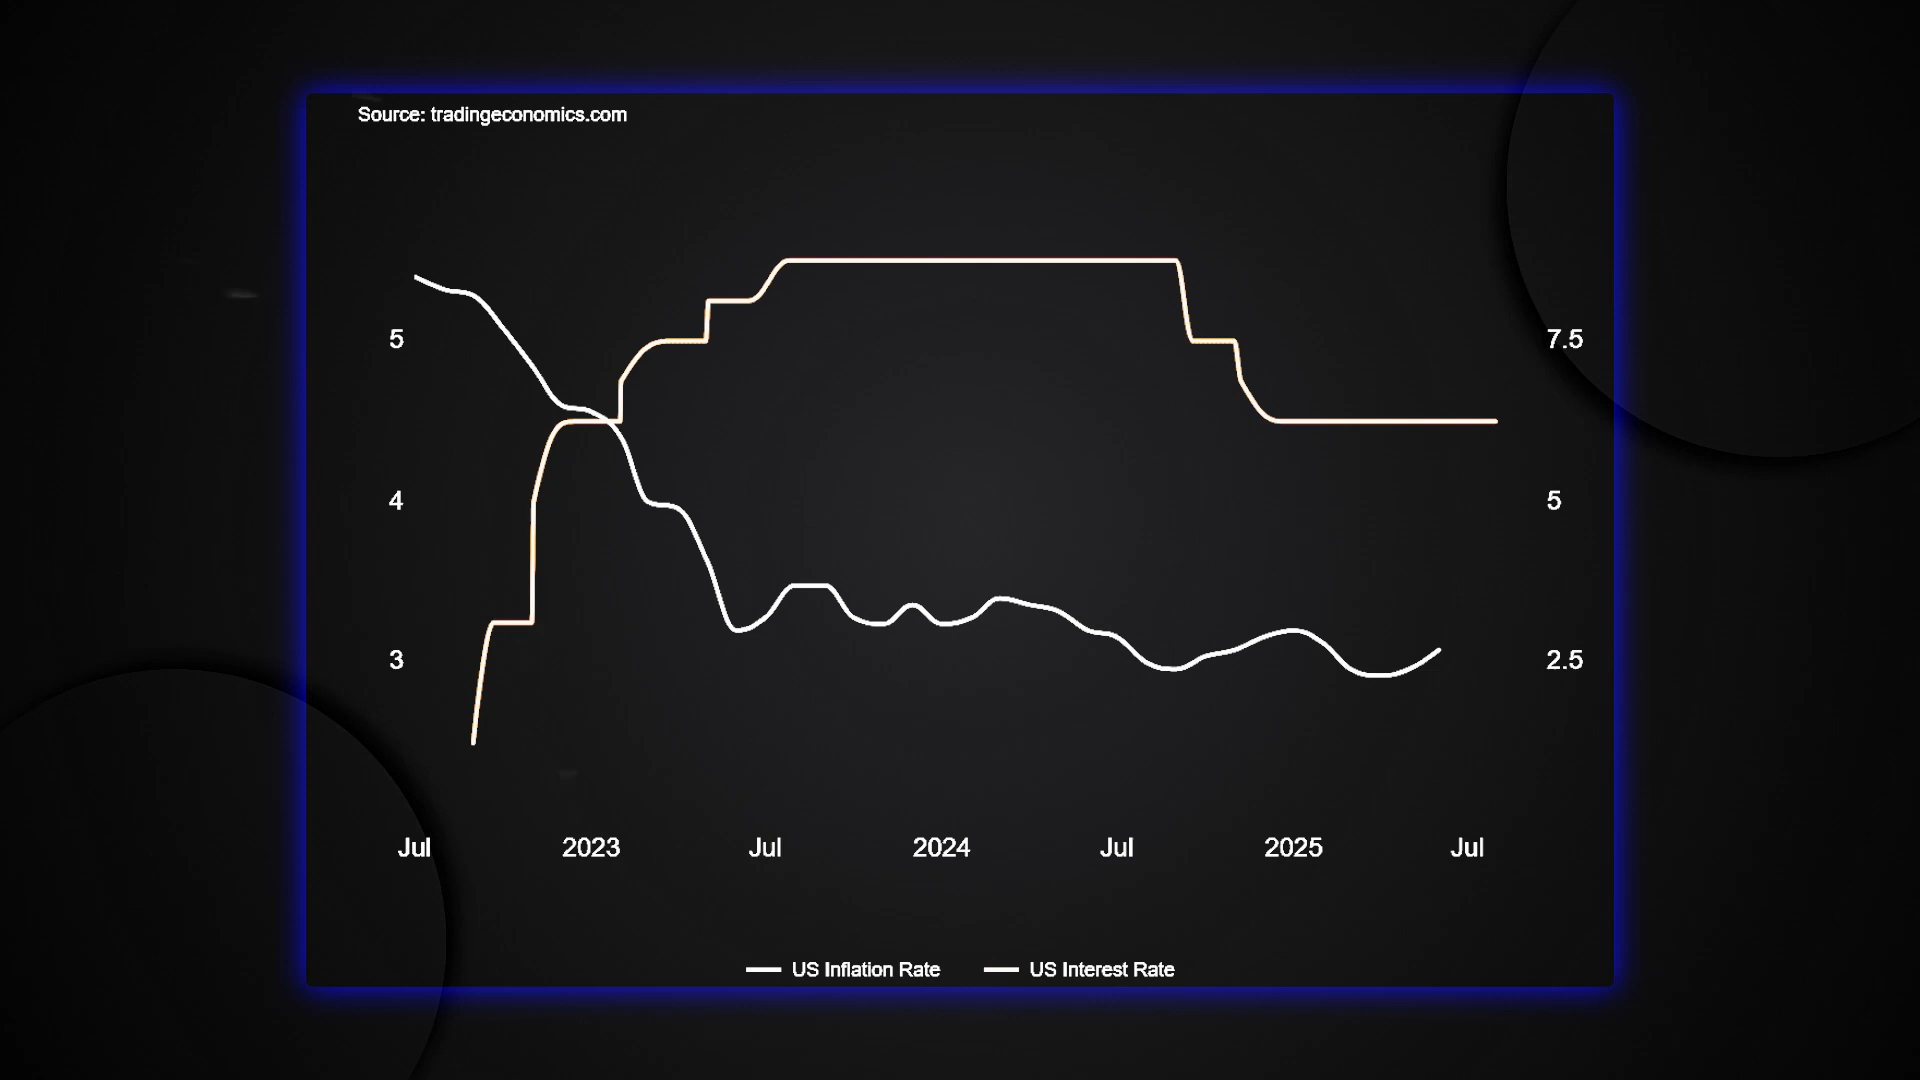 Source: tradingeconomics.com
5
7.5
4
5
3
2.5
Jul 2023 Jul 2024 Jul 2025 Jul
US Inflation Rate US Interest Rate